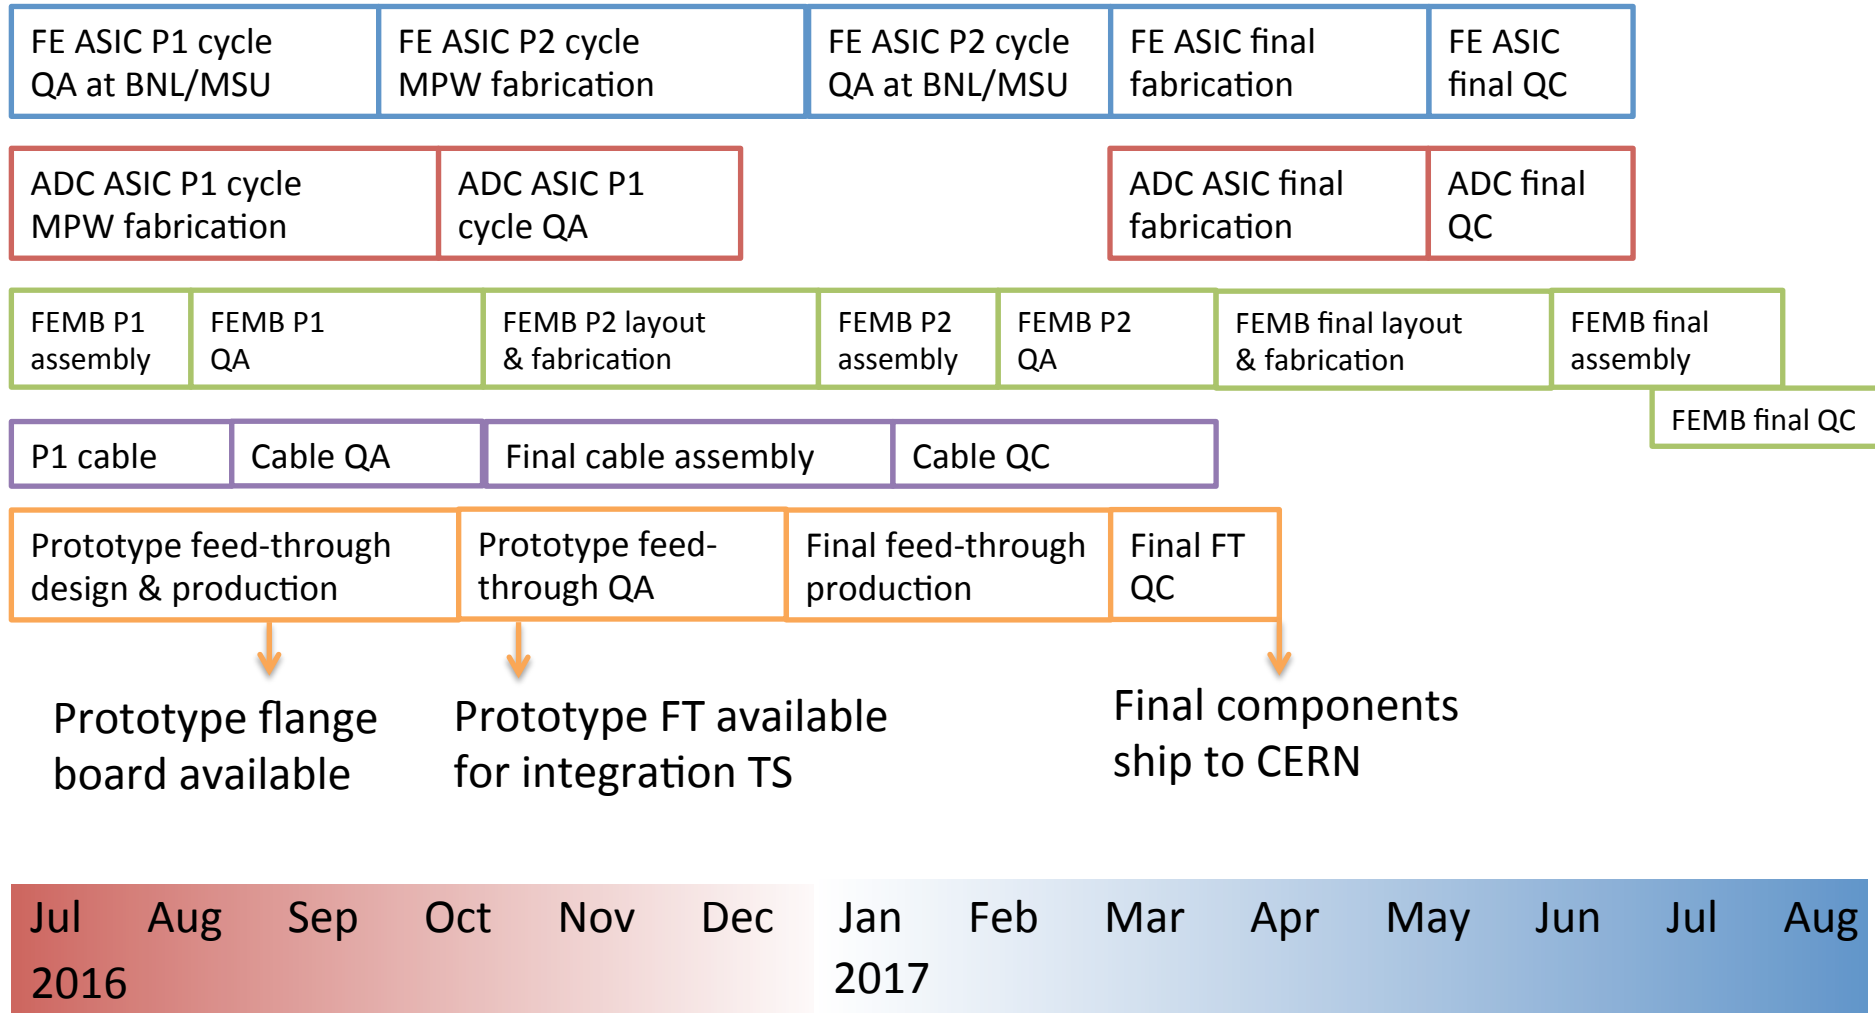 FE ASIC P1 cycle
QA at BNL/MSU
FE ASIC P2 cycle
MPW fabrication
FE ASIC P2 cycle
QA at BNL/MSU
FE ASIC final
fabrication
FE ASIC
final QC
ADC ASIC P1 cycle
MPW fabrication
ADC ASIC P1
cycle QA
ADC ASIC final
fabrication
ADC final
QC
FEMB P1
assembly
FEMB P1
QA
FEMB P2 layout
& fabrication
FEMB P2
assembly
FEMB P2
QA
FEMB final layout
& fabrication
FEMB final
assembly
FEMB final QC
P1 cable
Cable QA
Final cable assembly
Cable QC
Prototype feed-through
design & production
Prototype feed-
through QA
Final feed-through
production
Final FT
QC
Prototype flange
board available
Prototype FT available
for integration TS
Final components
ship to CERN
Jul Aug Sep Oct Nov Dec Jan Feb Mar Apr May Jun Jul Aug
2016 2017